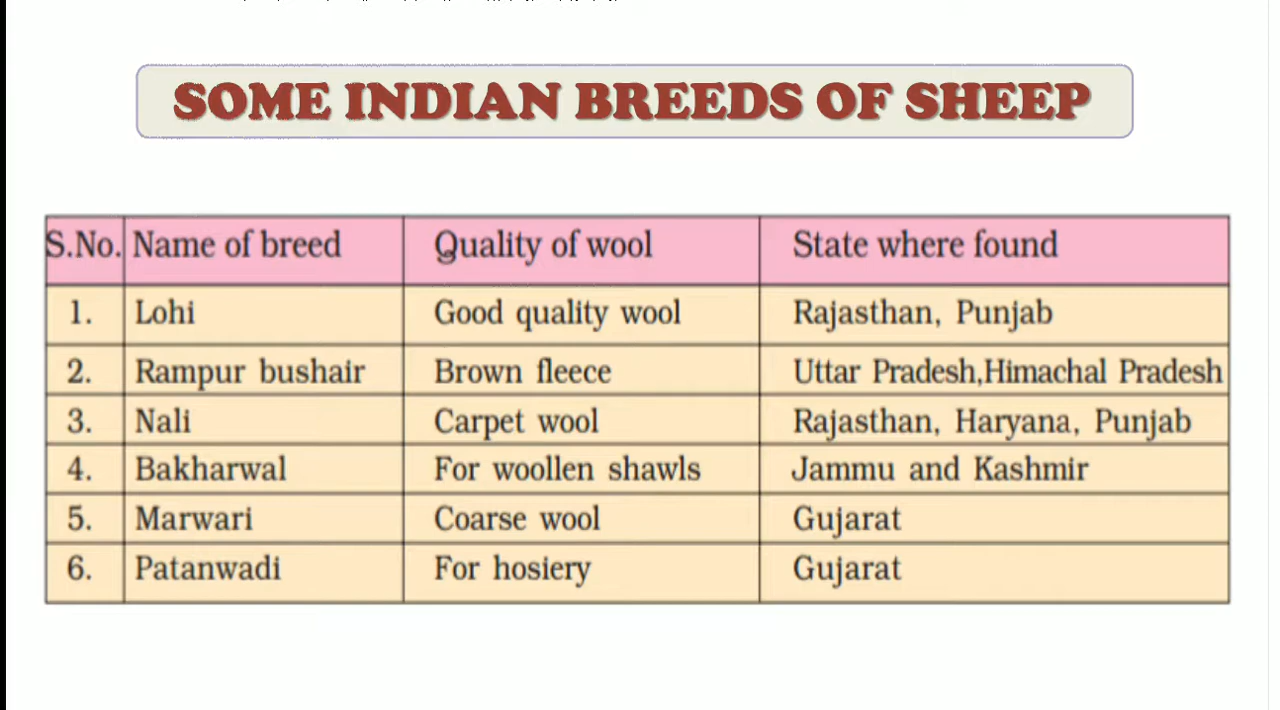 SOME INDIAN BREEDS OF SHEEP
S.No. Name of breed Quality of wool State where found
1. Lohi Good quality wool Rajasthan, Punjab
2. Rampur bushair Brown fleece Uttar Pradesh,Himachal Pradesh
3. Nali Carpet wool Rajasthan, Haryana, Punjab
4. Bakharwal For woollen shawls Jammu and Kashmir
5. Marwari Coarse wool Gujarat
6. Patanwadi For hosiery Gujarat